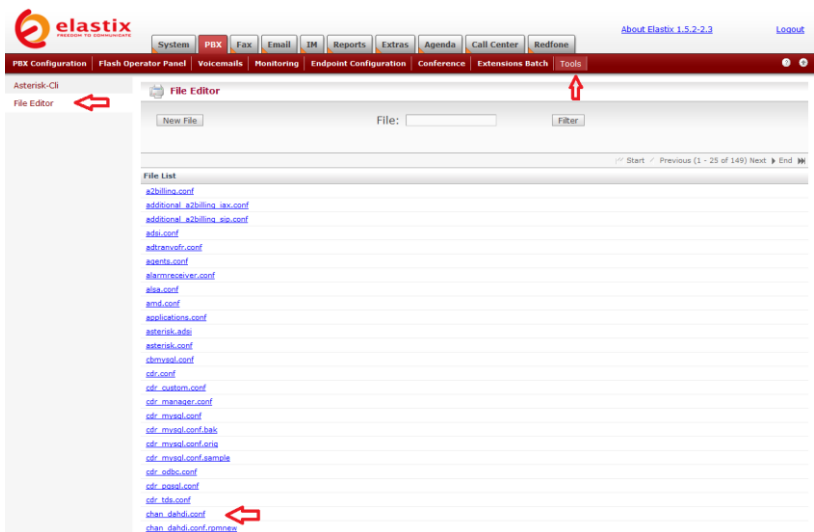 elastix
FREEDOM TO COMMUNICATE
About Elastix 1.5.2-2.3
Logout
System PBX Fax Email IM Reports Extras Agenda Call Center Redfone
PBX Configuration Flash Operator Panel Voicemails Monitoring Endpoint Configuration Conference Extensions Batch Tools
Asterisk-Cli
File Editor
File Editor
New File File: Filter
Start Previous (1 - 25 of 149) Next End
File List
a2billing.conf
additional_a2billing_iax.conf
additional_a2billing_sip.conf
adsi.conf
adtranvofr.conf
agents.conf
alarmreceiver.conf
alsa.conf
amd.conf
applications.conf
asterisk.adsi
asterisk.conf
cbmysql.conf
cdr.conf
cdr_custom.conf
cdr_manager.conf
cdr_mysql.conf
cdr_mysql.conf.bak
cdr_mysql.conf.orig
cdr_mysql.conf.sample
cdr_odbc.conf
cdr_pgsql.conf
cdr_tds.conf
chan_dahdi.conf
chan_dahdi.conf.rpmnew